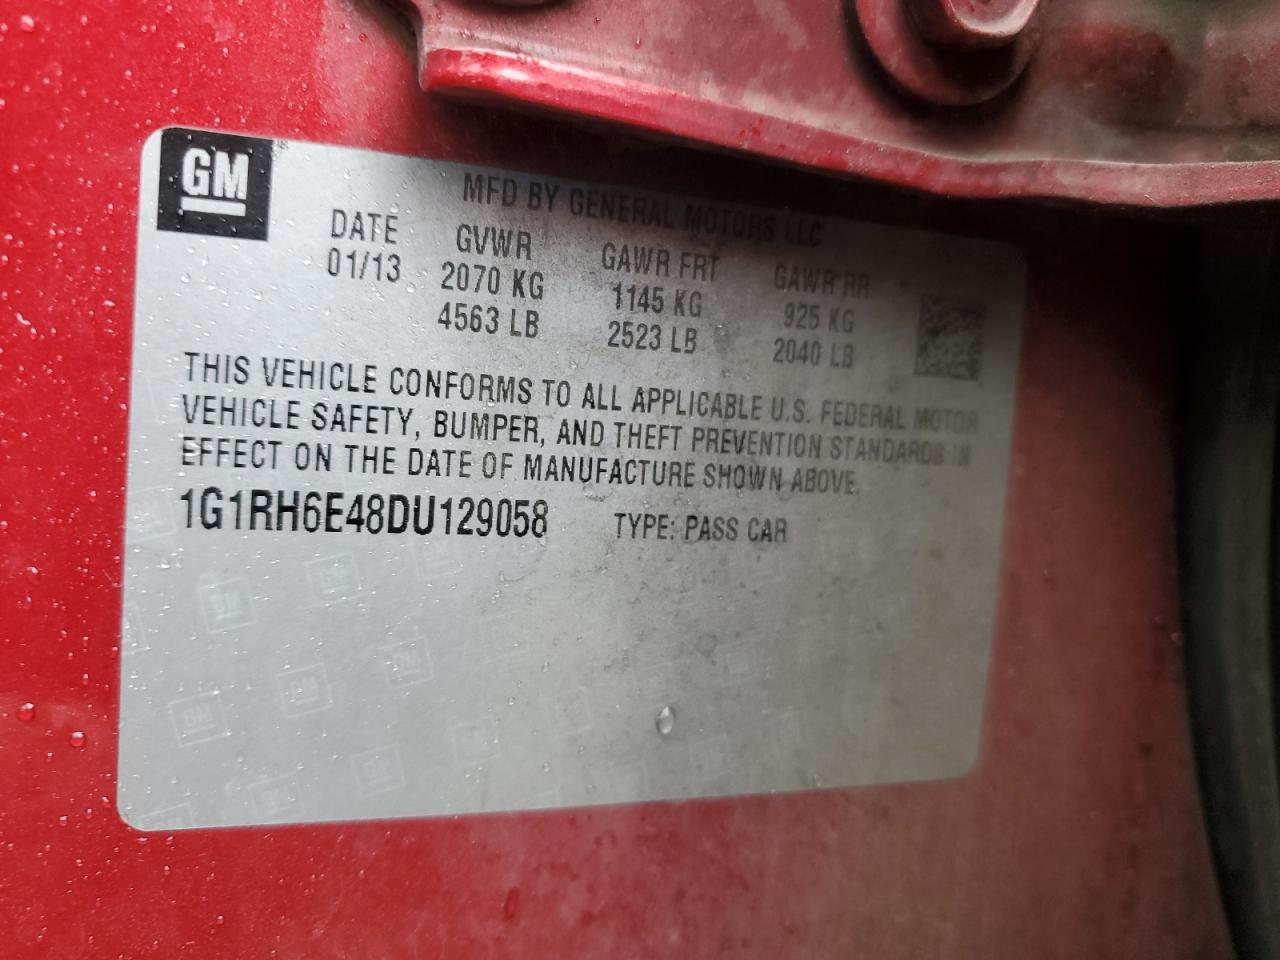 GM
MFD BY GENERAL MOTORS LLC
DATE GVWR GAWR FRT GAWR RR
01/13 2070 KG 1145 KG 925 KG
4563 LB 2523 LB 2040 LB
THIS VEHICLE CONFORMS TO ALL APPLICABLE U.S. FEDERAL MOTOR
VEHICLE SAFETY, BUMPER, AND THEFT PREVENTION STANDARDS IN
EFFECT ON THE DATE OF MANUFACTURE SHOWN ABOVE.
1G1RH6E48DU129058 TYPE: PASS CAR